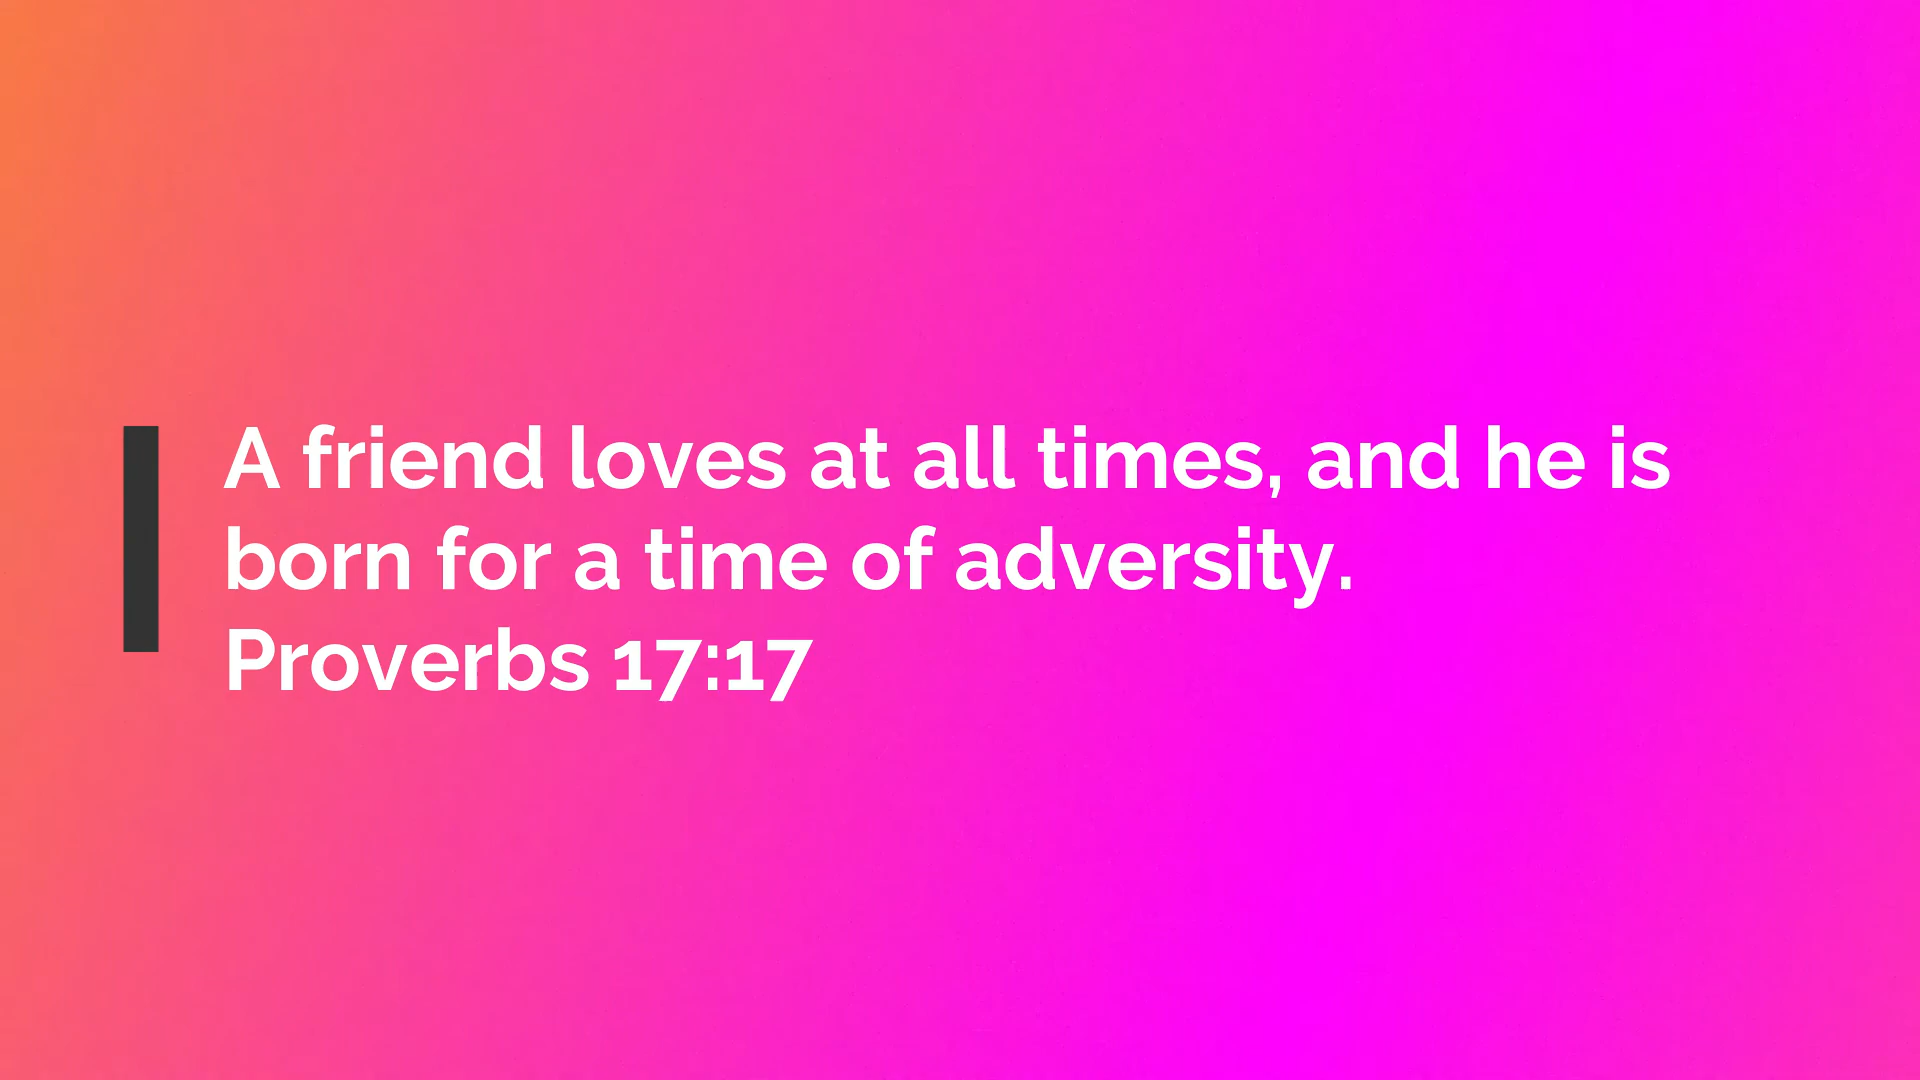 A friend loves at all times, and he is
born for a time of adversity.
Proverbs 17:17